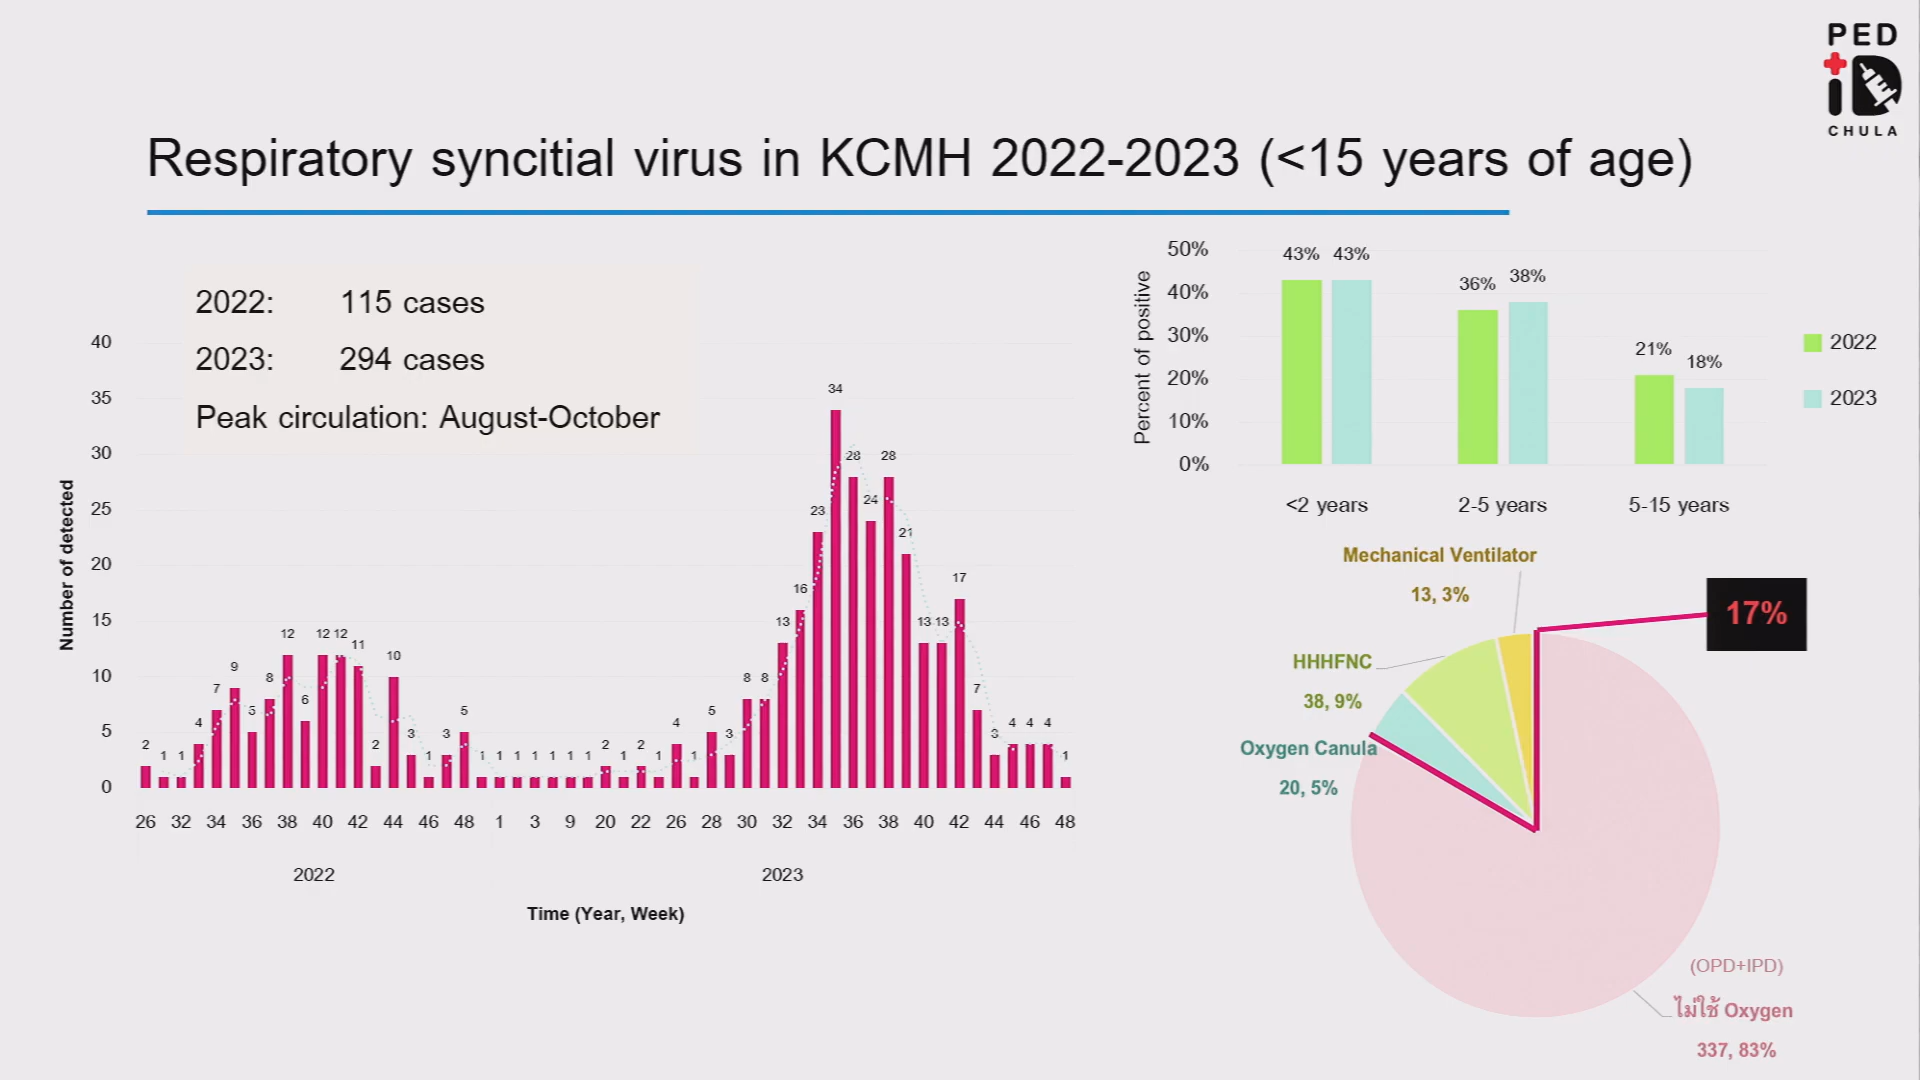 PED
iD
CHULA
Respiratory syncitial virus in KCMH 2022-2023 (<15 years of age)
2022: 115 cases
2023: 294 cases
Peak circulation: August-October
Number of detected
40
35
30
25
20
15
10
5
0
2 1 1 4 7 9 5 8 12 6 12 12 11 2 10 3 1 3 5 1 1 1 1 1 1 1 2 1 2 1 4 1 5 3 8 8 13 16 23 34 28 24 28 21 13 13 17 7 3 4 4 4 1
26 32 34 36 38 40 42 44 46 48 1 3 9 20 22 26 28 30 32 34 36 38 40 42 44 46 48
2022 2023
Time (Year, Week)
Percent of positive
50%
40%
30%
20%
10%
0%
43% 43% 36% 38% 21% 18%
<2 years 2-5 years 5-15 years
2022
2023
Mechanical Ventilator
13, 3%
17%
HHHFNC
38, 9%
Oxygen Canula
20, 5%
(OPD+IPD)
ไม่ใช้ Oxygen
337, 83%